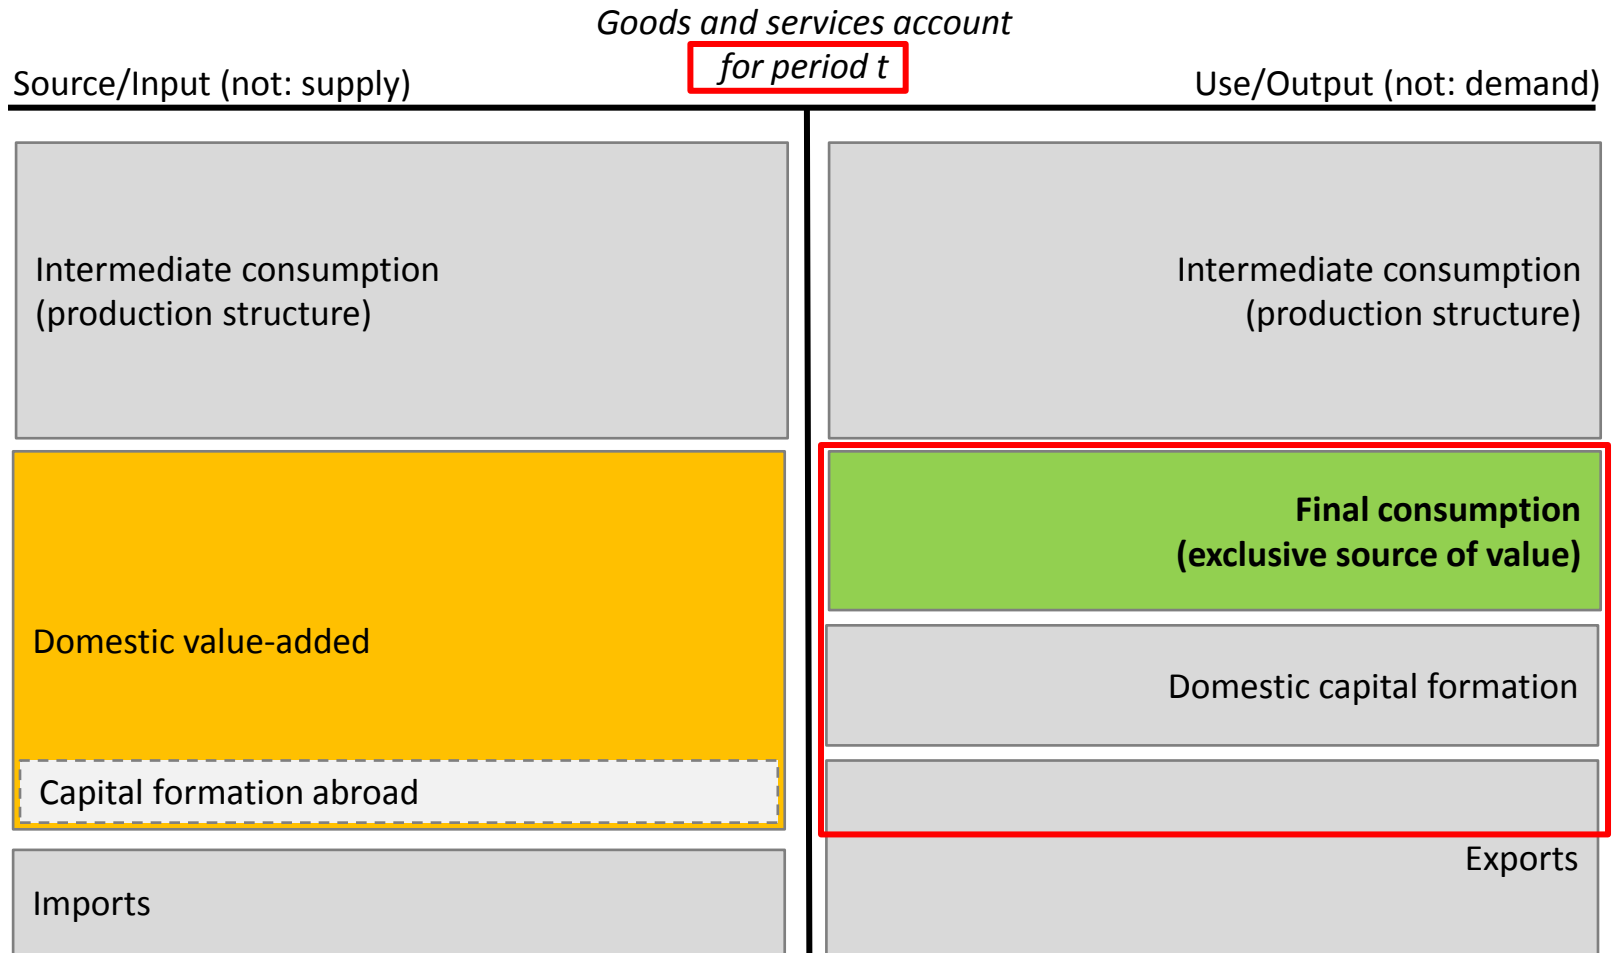 Goods and services account
for period t
Source/Input (not: supply)
Use/Output (not: demand)
Intermediate consumption
(production structure)
Intermediate consumption
(production structure)
Domestic value-added
Capital formation abroad
Imports
Final consumption
(exclusive source of value)
Domestic capital formation
Exports